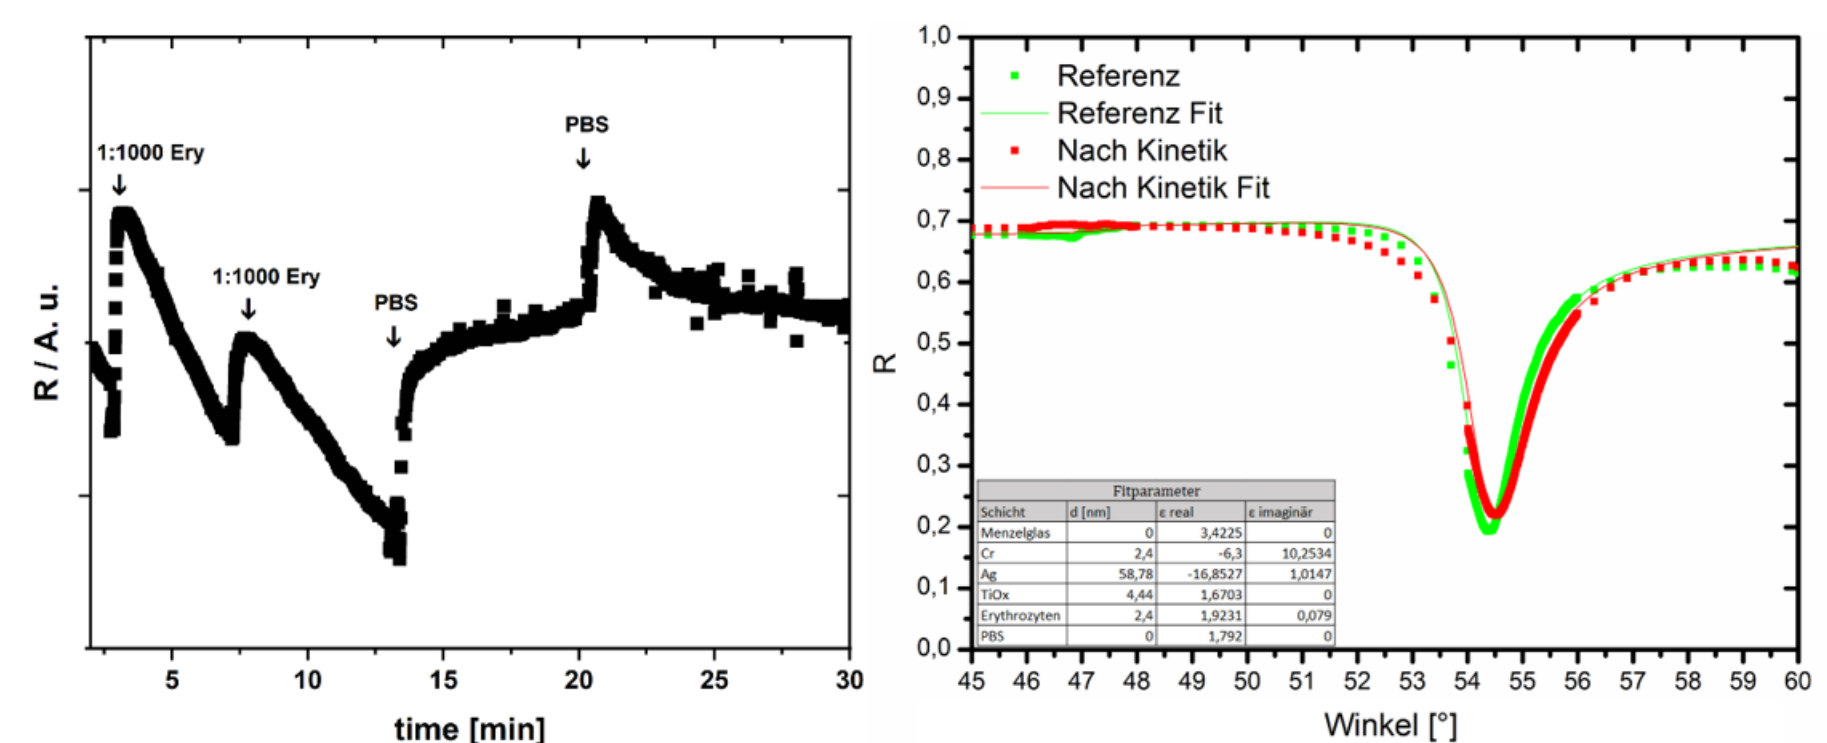 1:1000 Ery
1:1000 Ery
PBS
PBS
R / A. u.
5
10
15
20
25
30
time [min]
1,0
0,9
0,8
0,7
0,6
0,5
0,4
0,3
0,2
0,1
0,0
R
Referenz
Referenz Fit
Nach Kinetik
Nach Kinetik Fit
Fitparameter
Schicht d [nm] ε real ε imaginär
Menzelglas 0 3,4225 0
Cr 2,4 -6,3 10,2534
Ag 58,78 -16,8527 1,0147
TiOx 4,44 1,6703 0
Erythrozyten 2,4 1,9231 0,079
PBS 0 1,792 0
45 46 47 48 49 50 51 52 53 54 55 56 57 58 59 60
Winkel [°]